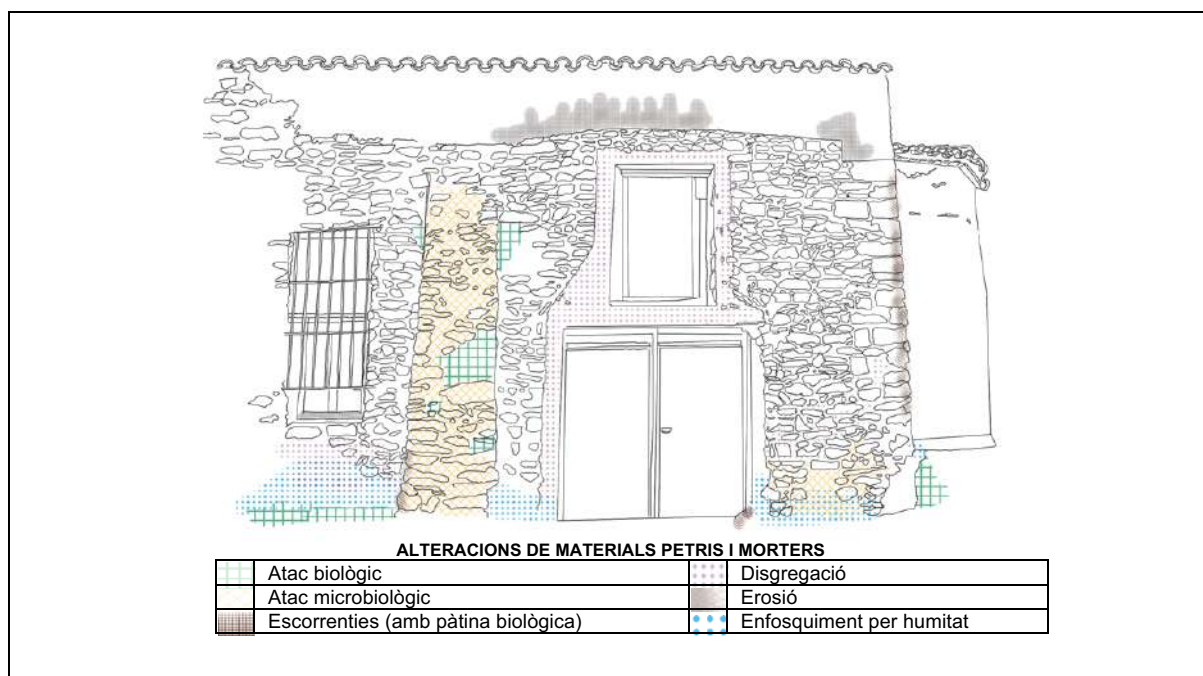 ALTERACIONS DE MATERIALS PETRIS I MORTERS
Atac biològic Disgregació
Atac microbiològic Erosió
Escorrenties (amb pàtina biològica) Enfosquiment per humitat